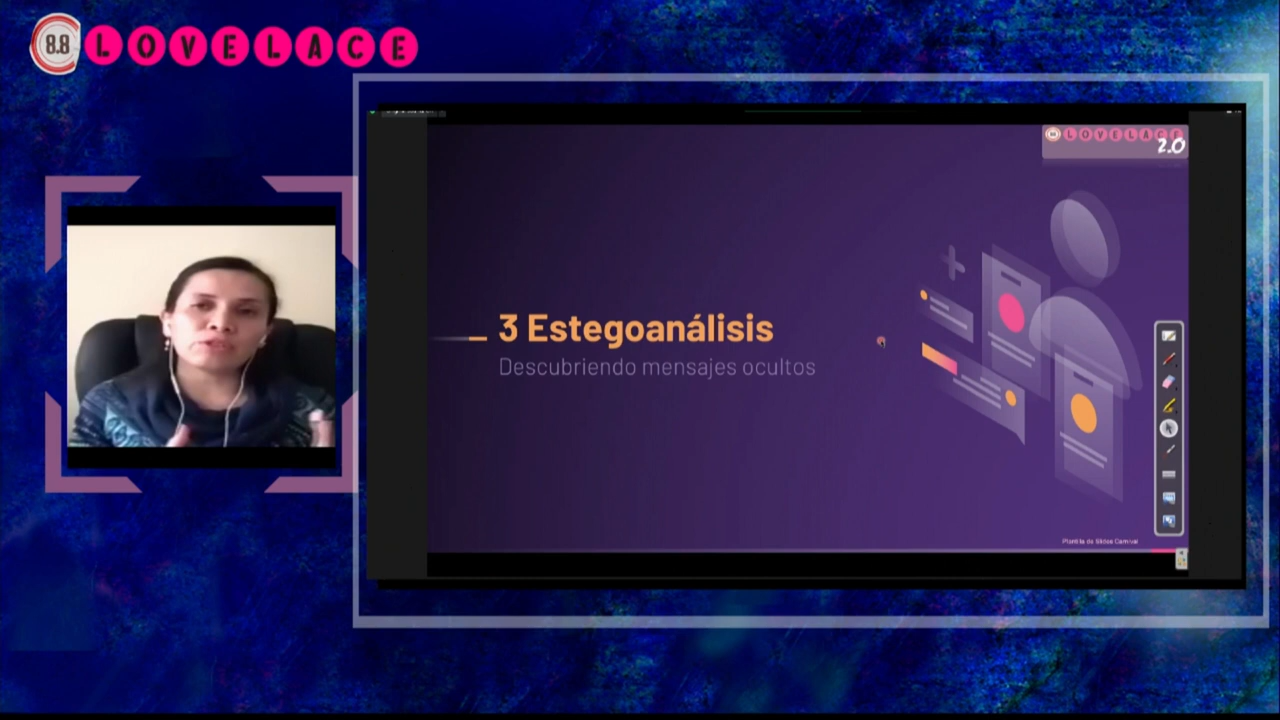 8.8 LOVELACE
LOVELACE
2.0
3 Estegoanálisis
Descubriendo mensajes ocultos
Plantilla de Slides Carnival